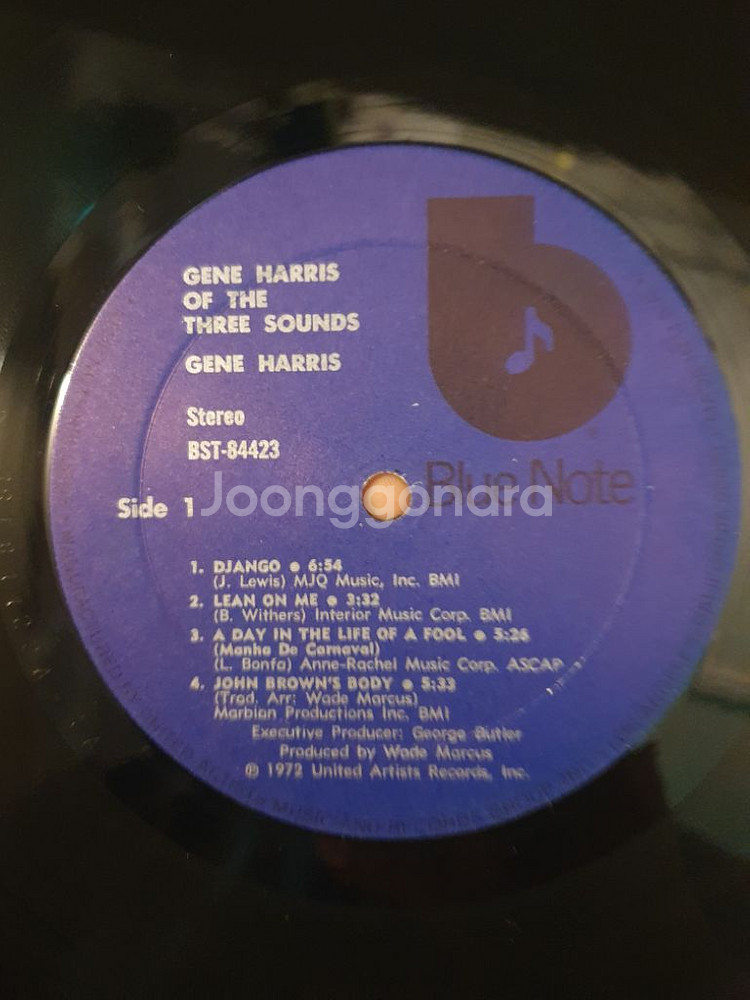 GENE HARRIS
OF THE
THREE SOUNDS
GENE HARRIS
Stereo
BST-84423
Side 1
Blue Note
Joonggonara
1. DJANGO ● 6:54
(J. Lewis) MJQ Music, Inc. BMI
2. LEAN ON ME ● 3:32
(B. Withers) Interior Music Corp. BMI
3. A DAY IN THE LIFE OF A FOOL ● 5:26
(Manha De Carnaval)
(L. Bonfa) Anne-Rachel Music Corp. ASCAP
4. JOHN BROWN'S BODY ● 5:33
(Trad. Arr: Wade Marcus)
Marbian Productions Inc. BMI
Executive Producer: George Butler
Produced by Wade Marcus
℗ 1972 United Artists Records, Inc.
MUSIC AND RECORDS GROUP